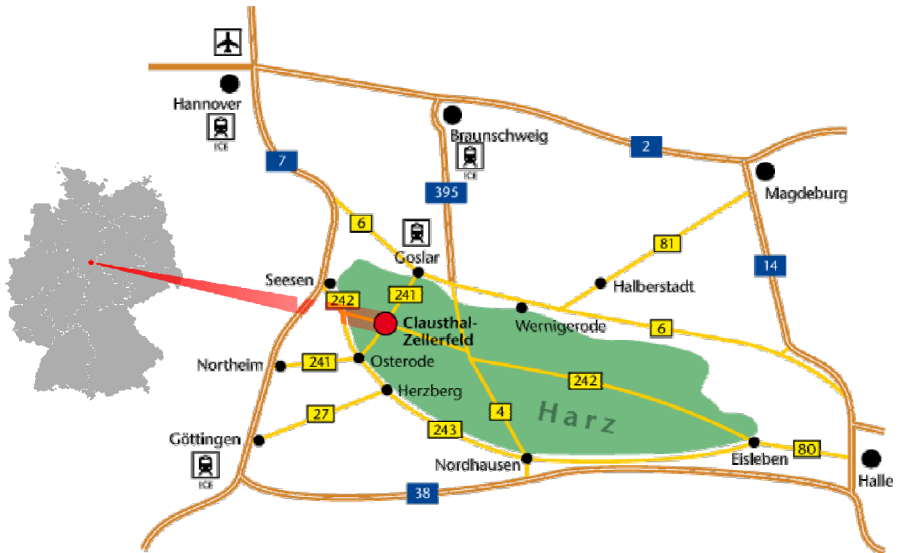 Hannover
ICE
Braunschweig
ICE
2
7
395
Magdeburg
6
81
Goslar
14
Seesen
242
241
Halberstadt
Clausthal-
Zellerfeld
Wernigerode
6
Northeim
241
Osterode
242
Herzberg
27
4
Harz
243
Göttingen
ICE
Nordhausen
Eisleben
80
Halle
38